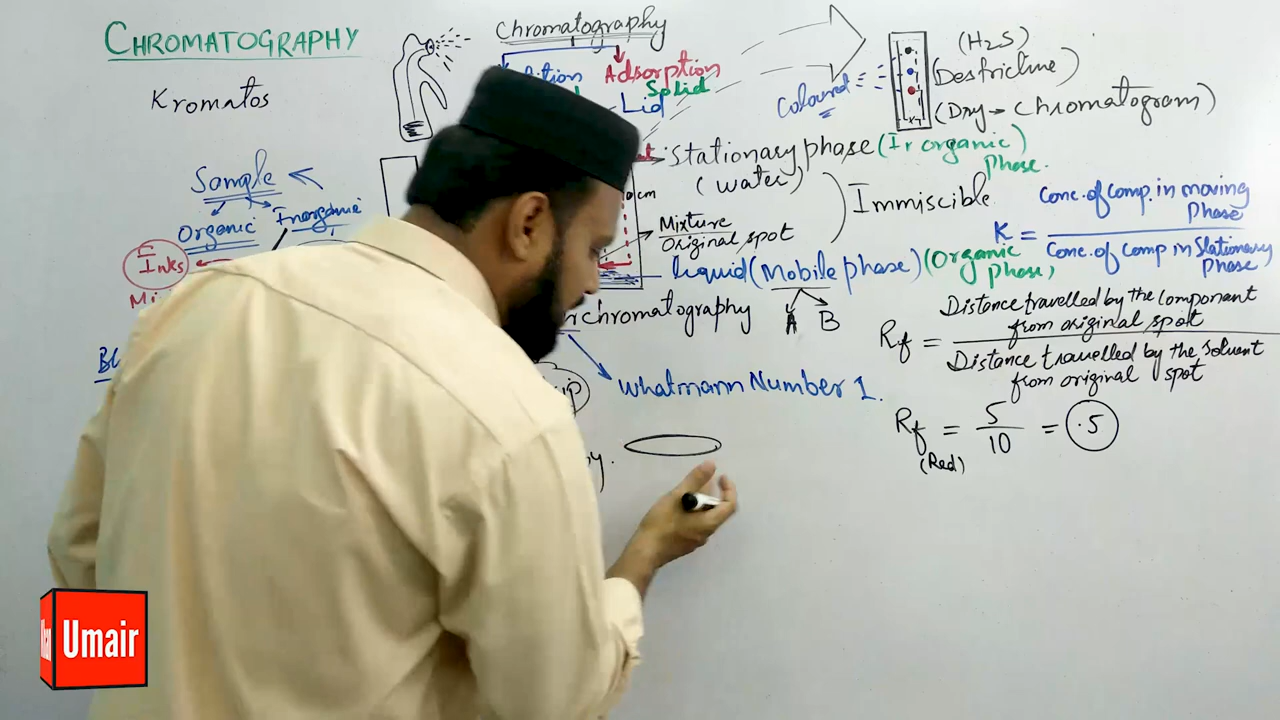 CHROMATOGRAPHY
Kromatos
Sample
Organic
Inorganic
Inks
Chromatography
Adsorption
Solid
Lid
Coloured
(H2S)
(Destrictine)
(Dry → Chromatogram)
Stationary phase (Inorganic)
phase.
(water)
Immiscible
Mixture
Original spot
liquid (Mobile phase) (Organic
phase,
A B
chromatography
whatmann Number 1.
K = Conc. of comp. in moving
phase
Conc. of comp in Stationary
phase
Rf = Distance travelled by the component
from original spot
Distance travelled by the solvent
from original spot
Rf = 5 = .5
(Red) 10
Umair